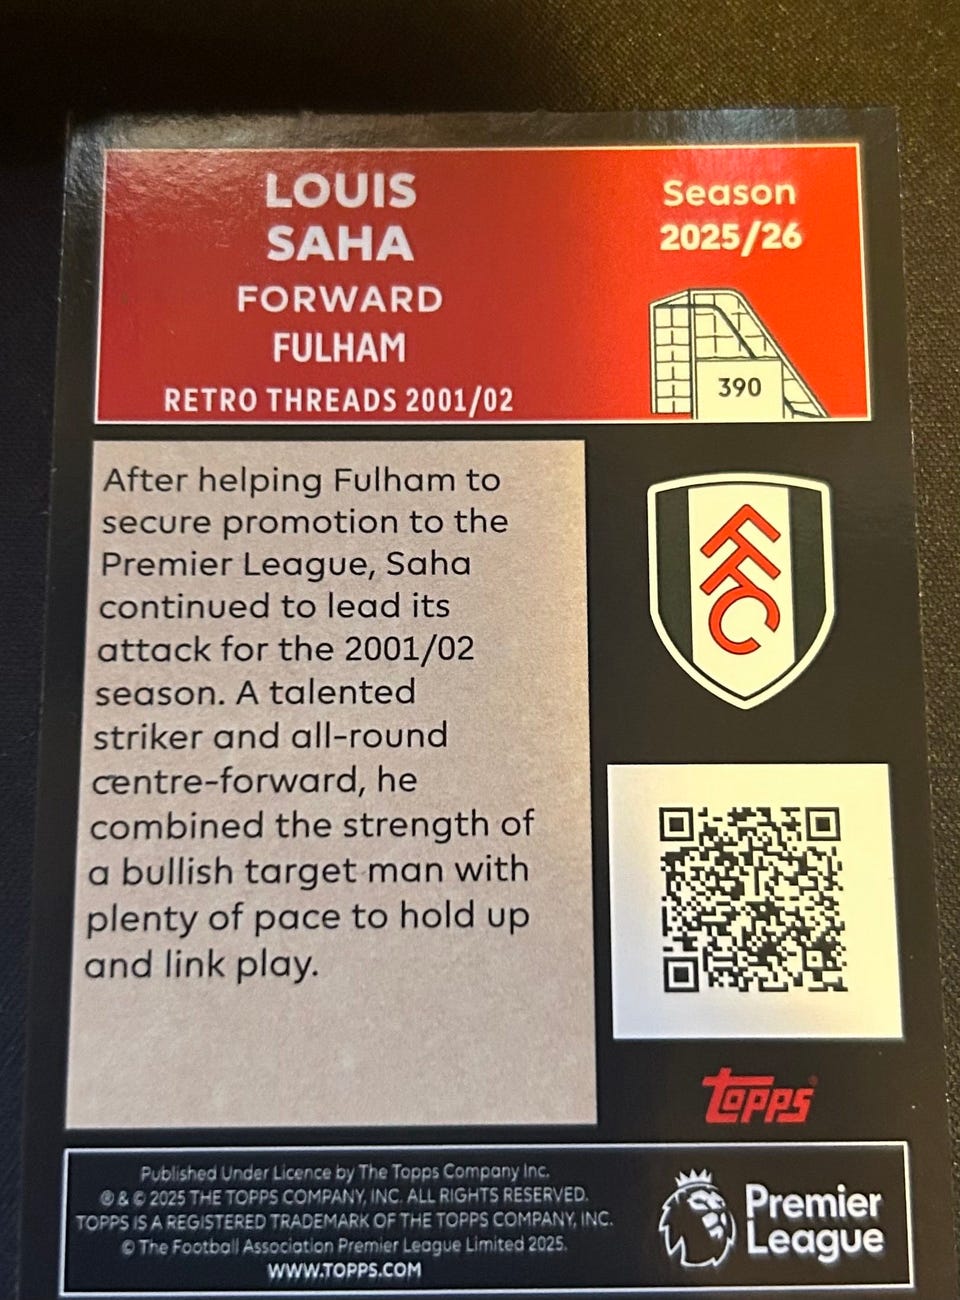 LOUIS
SAHA
FORWARD
FULHAM
RETRO THREADS 2001/02
Season
2025/26
390
After helping Fulham to
secure promotion to the
Premier League, Saha
continued to lead its
attack for the 2001/02
season. A talented
striker and all-round
centre-forward, he
combined the strength of
a bullish target man with
plenty of pace to hold up
and link play.
FFC
topps®
Published Under Licence by The Topps Company Inc.
® & © 2025 THE TOPPS COMPANY, INC. ALL RIGHTS RESERVED.
TOPPS IS A REGISTERED TRADEMARK OF THE TOPPS COMPANY, INC.
© The Football Association Premier League Limited 2025.
WWW.TOPPS.COM
Premier
League